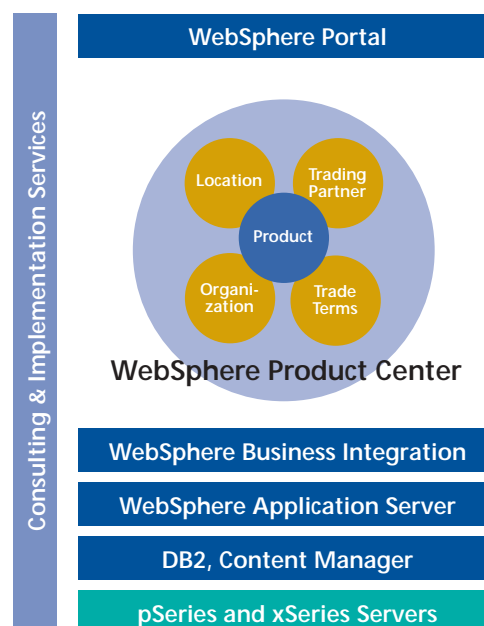 WebSphere Portal
Consulting & Implementation Services
Location
Trading
Partner
Product
Organi-
zation
Trade
Terms
WebSphere Product Center
WebSphere Business Integration
WebSphere Application Server
DB2, Content Manager
pSeries and xSeries Servers